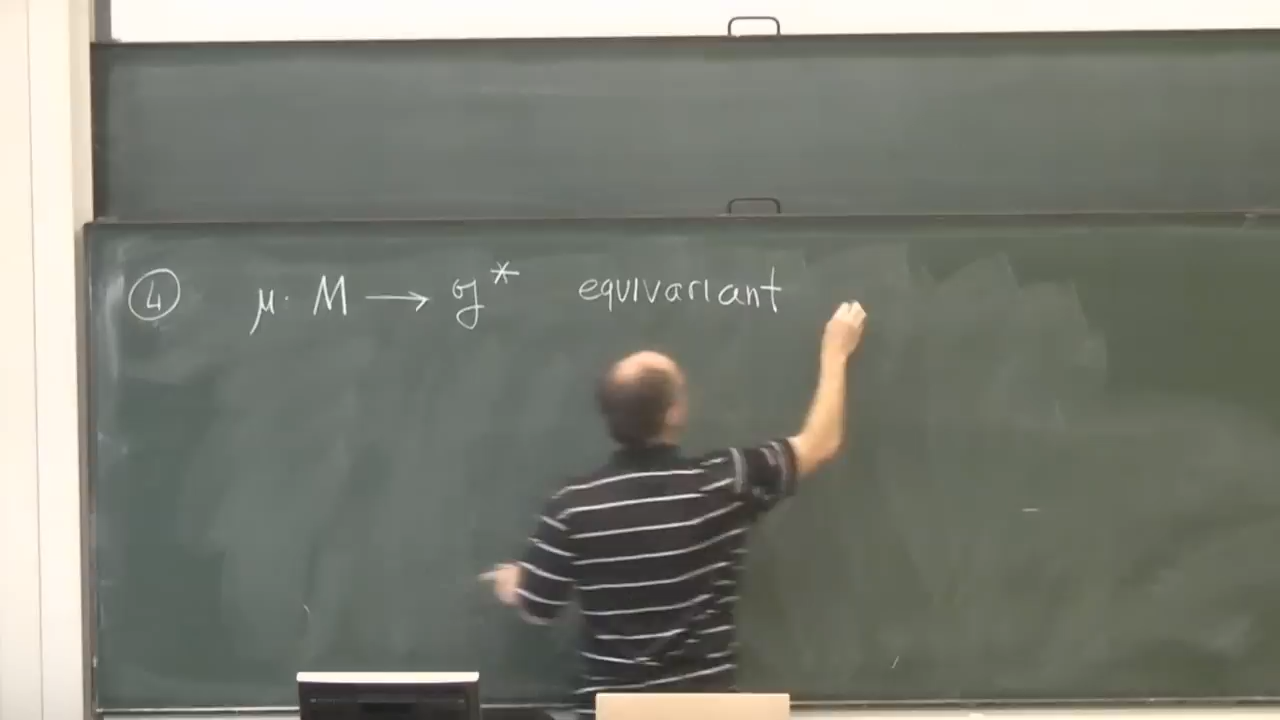 ④ μ: M ⟶ 𝔤* equivariant